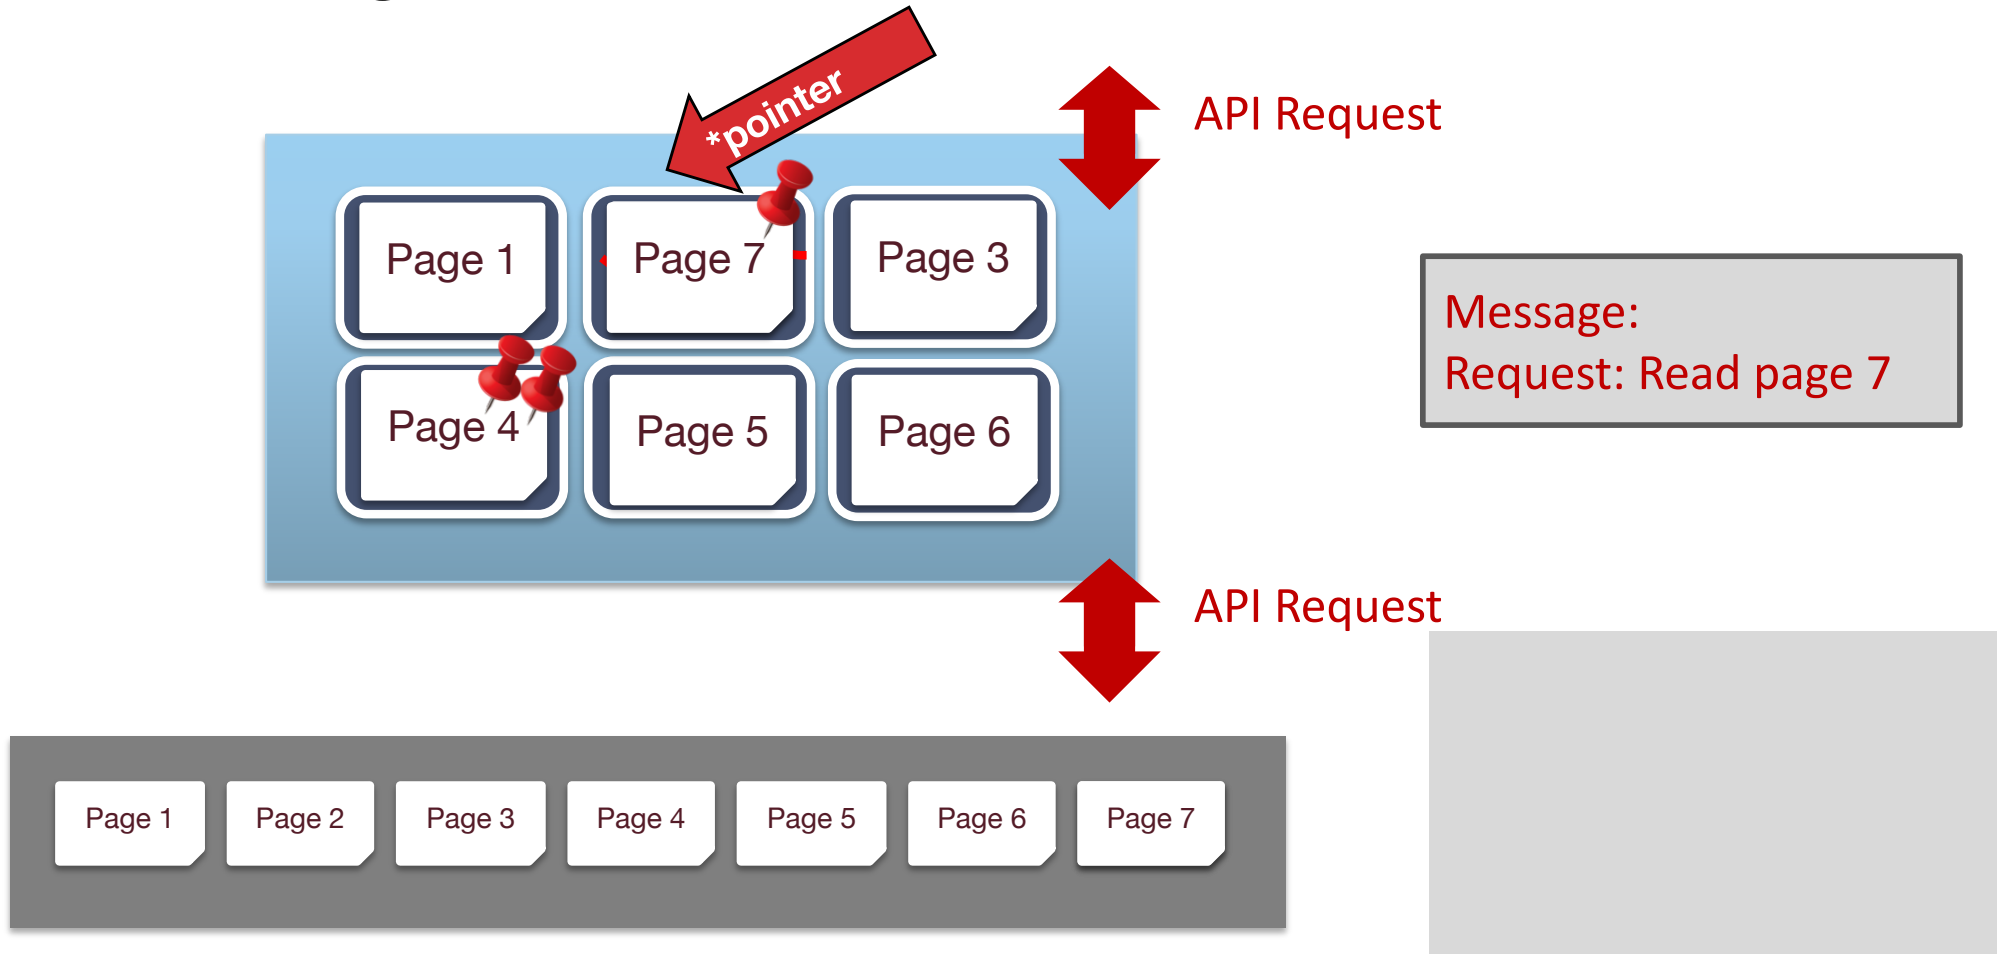 *pointer
API Request
Page 1
Page 7
Page 3
Message:
Request: Read page 7
Page 4
Page 5
Page 6
API Request
Page 1
Page 2
Page 3
Page 4
Page 5
Page 6
Page 7